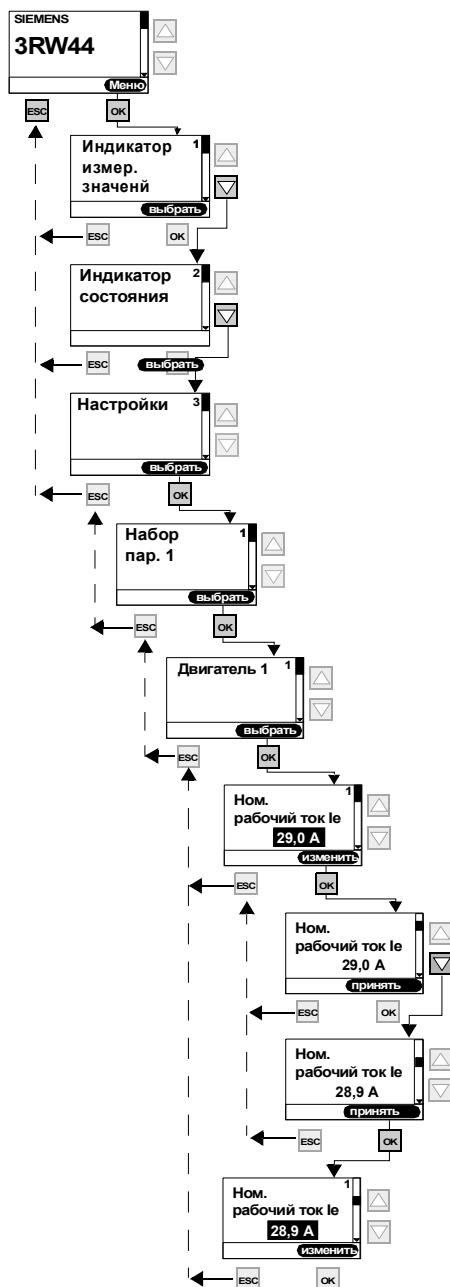 SIEMENS
3RW44
Меню
ESC
OK
Индикатор 1
измер.
значенй
выбрать
ESC
OK
Индикатор 2
состояния
ESC
выбрать
Настройки 3
выбрать
ESC
OK
Набор 1
пар. 1
выбрать
ESC
OK
Двигатель 1 1
выбрать
ESC
OK
1
Ном.
рабочий ток Ie
29,0 A
изменить
ESC
OK
Ном.
рабочий ток Ie
29,0 A
принять
ESC
OK
Ном.
рабочий ток Ie
28,9 A
принять
ESC
OK
1
Ном.
рабочий ток Ie
28,9 A
изменить
ESC
OK